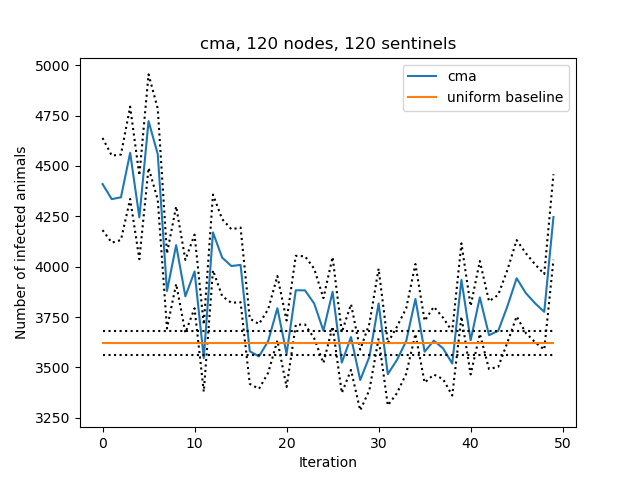 cma, 120 nodes, 120 sentinels
5000
4750
4500
4250
4000
3750
3500
3250
Number of infected animals
cma
uniform baseline
0 10 20 30 40 50
Iteration